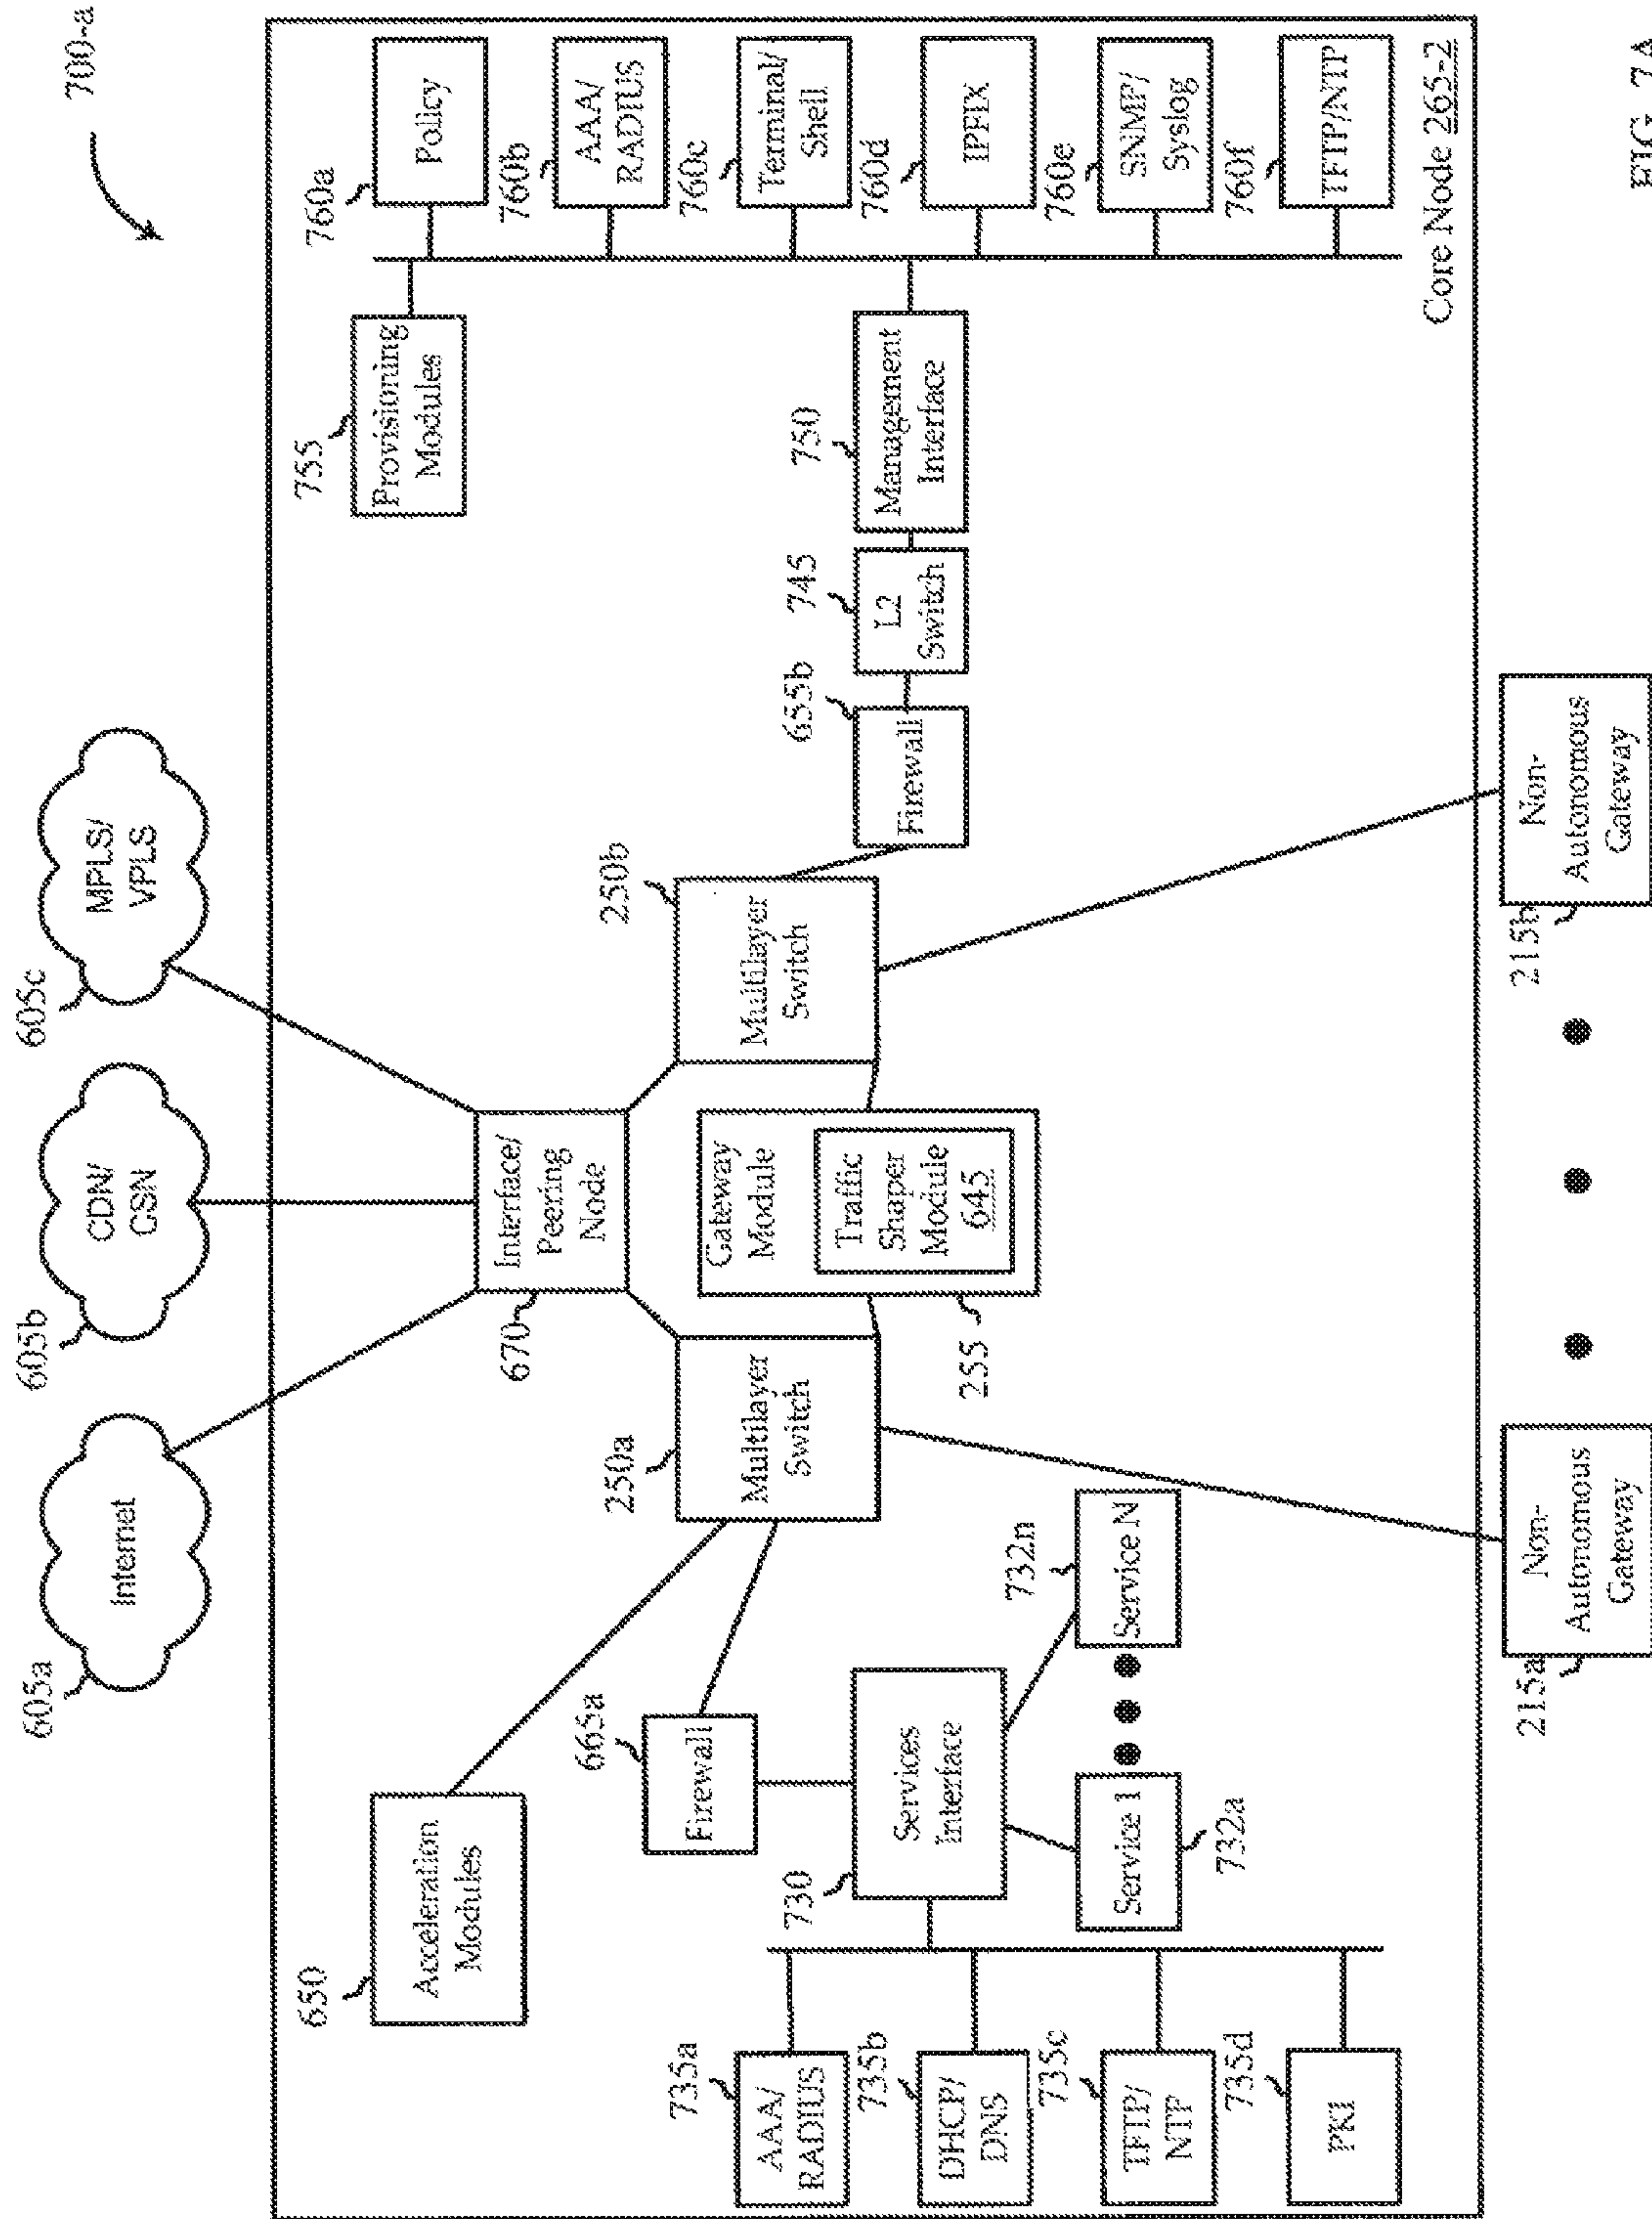 700-a
605a
Internet
605b
CDN/
CSN
605c
MPLS/
VPLS
650
Acceleration
Modules
670
Interface/
Peering
Node
755
Provisioning
Modules
760a
Policy
760b
AAA/
RADIUS
760c
Terminal/
Shell
760d
IPFIX
760e
SNMP/
Syslog
760f
TFTP/NTP
665a
Firewall
250a
Multilayer
Switch
Gateway
Module
Traffic
Shaper
Module
645
255
250b
Multilayer
Switch
655b
Firewall
745
L2
Switch
750
Management
Interface
735a
AAA/
RADIUS
735b
DHCP/
DNS
735c
TFTP/
NTP
735d
PKI
730
Services
Interface
Service 1
732a
732n
Service N
Core Node 265-2
215a
Non-
Autonomous
Gateway
215b
Non-
Autonomous
Gateway
FIG. 7A